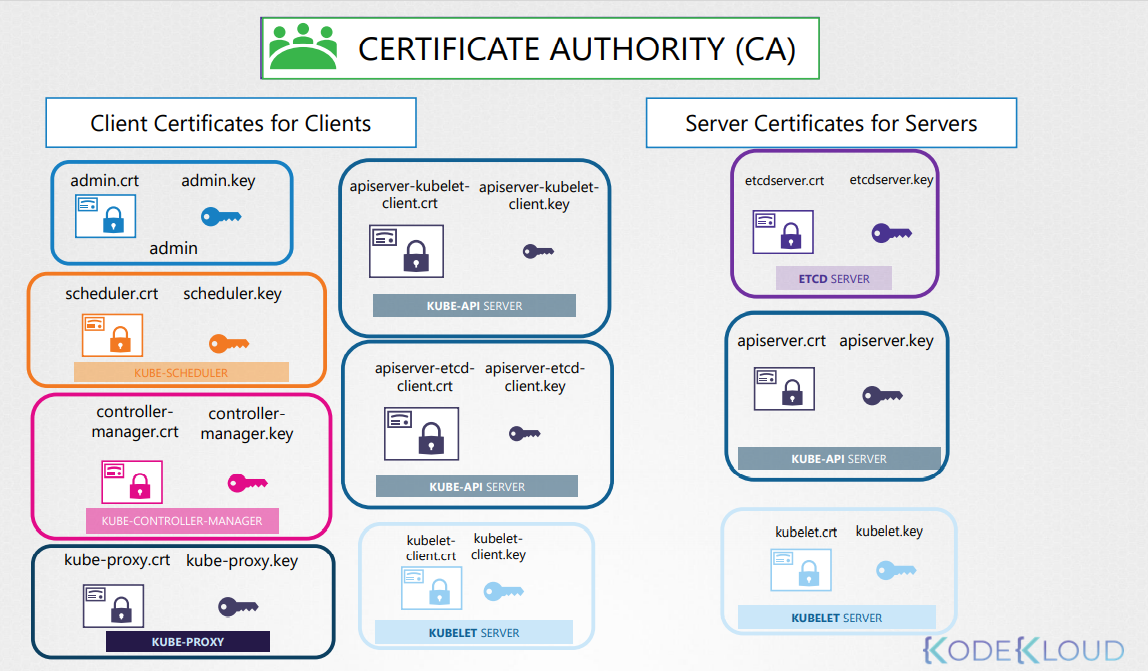 CERTIFICATE AUTHORITY (CA)
Client Certificates for Clients
admin.crt admin.key
admin
scheduler.crt scheduler.key
KUBE-SCHEDULER
controller-
manager.crt
controller-
manager.key
KUBE-CONTROLLER-MANAGER
kube-proxy.crt kube-proxy.key
KUBE-PROXY
apiserver-kubelet-
client.crt
apiserver-kubelet-
client.key
KUBE-API SERVER
apiserver-etcd-
client.crt
apiserver-etcd-
client.key
KUBE-API SERVER
kubelet-
client.crt
kubelet-
client.key
KUBELET SERVER
Server Certificates for Servers
etcdserver.crt etcdserver.key
ETCD SERVER
apiserver.crt apiserver.key
KUBE-API SERVER
kubelet.crt kubelet.key
KUBELET SERVER
KODEKLOUD